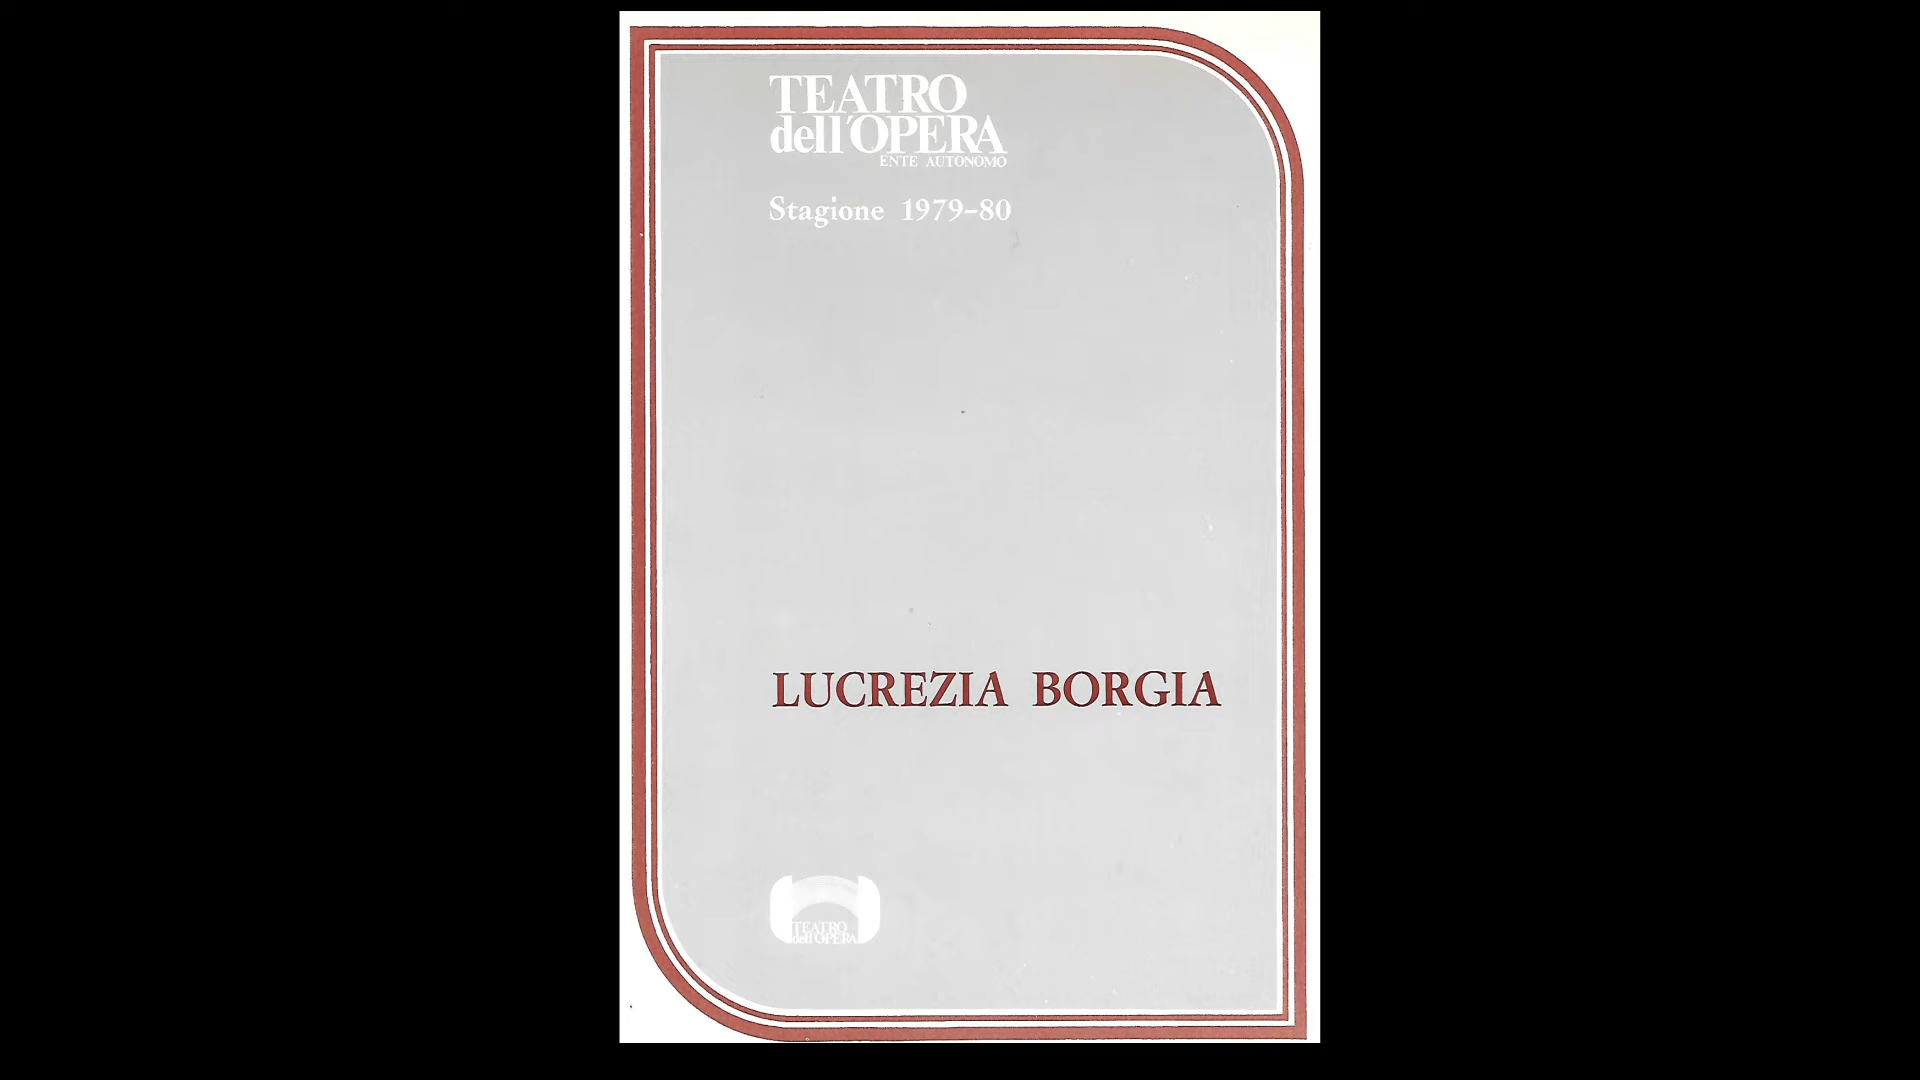 TEATRO
dell'OPERA
ENTE AUTONOMO
Stagione 1979-80
LUCREZIA BORGIA
TEATRO
dell'OPERA